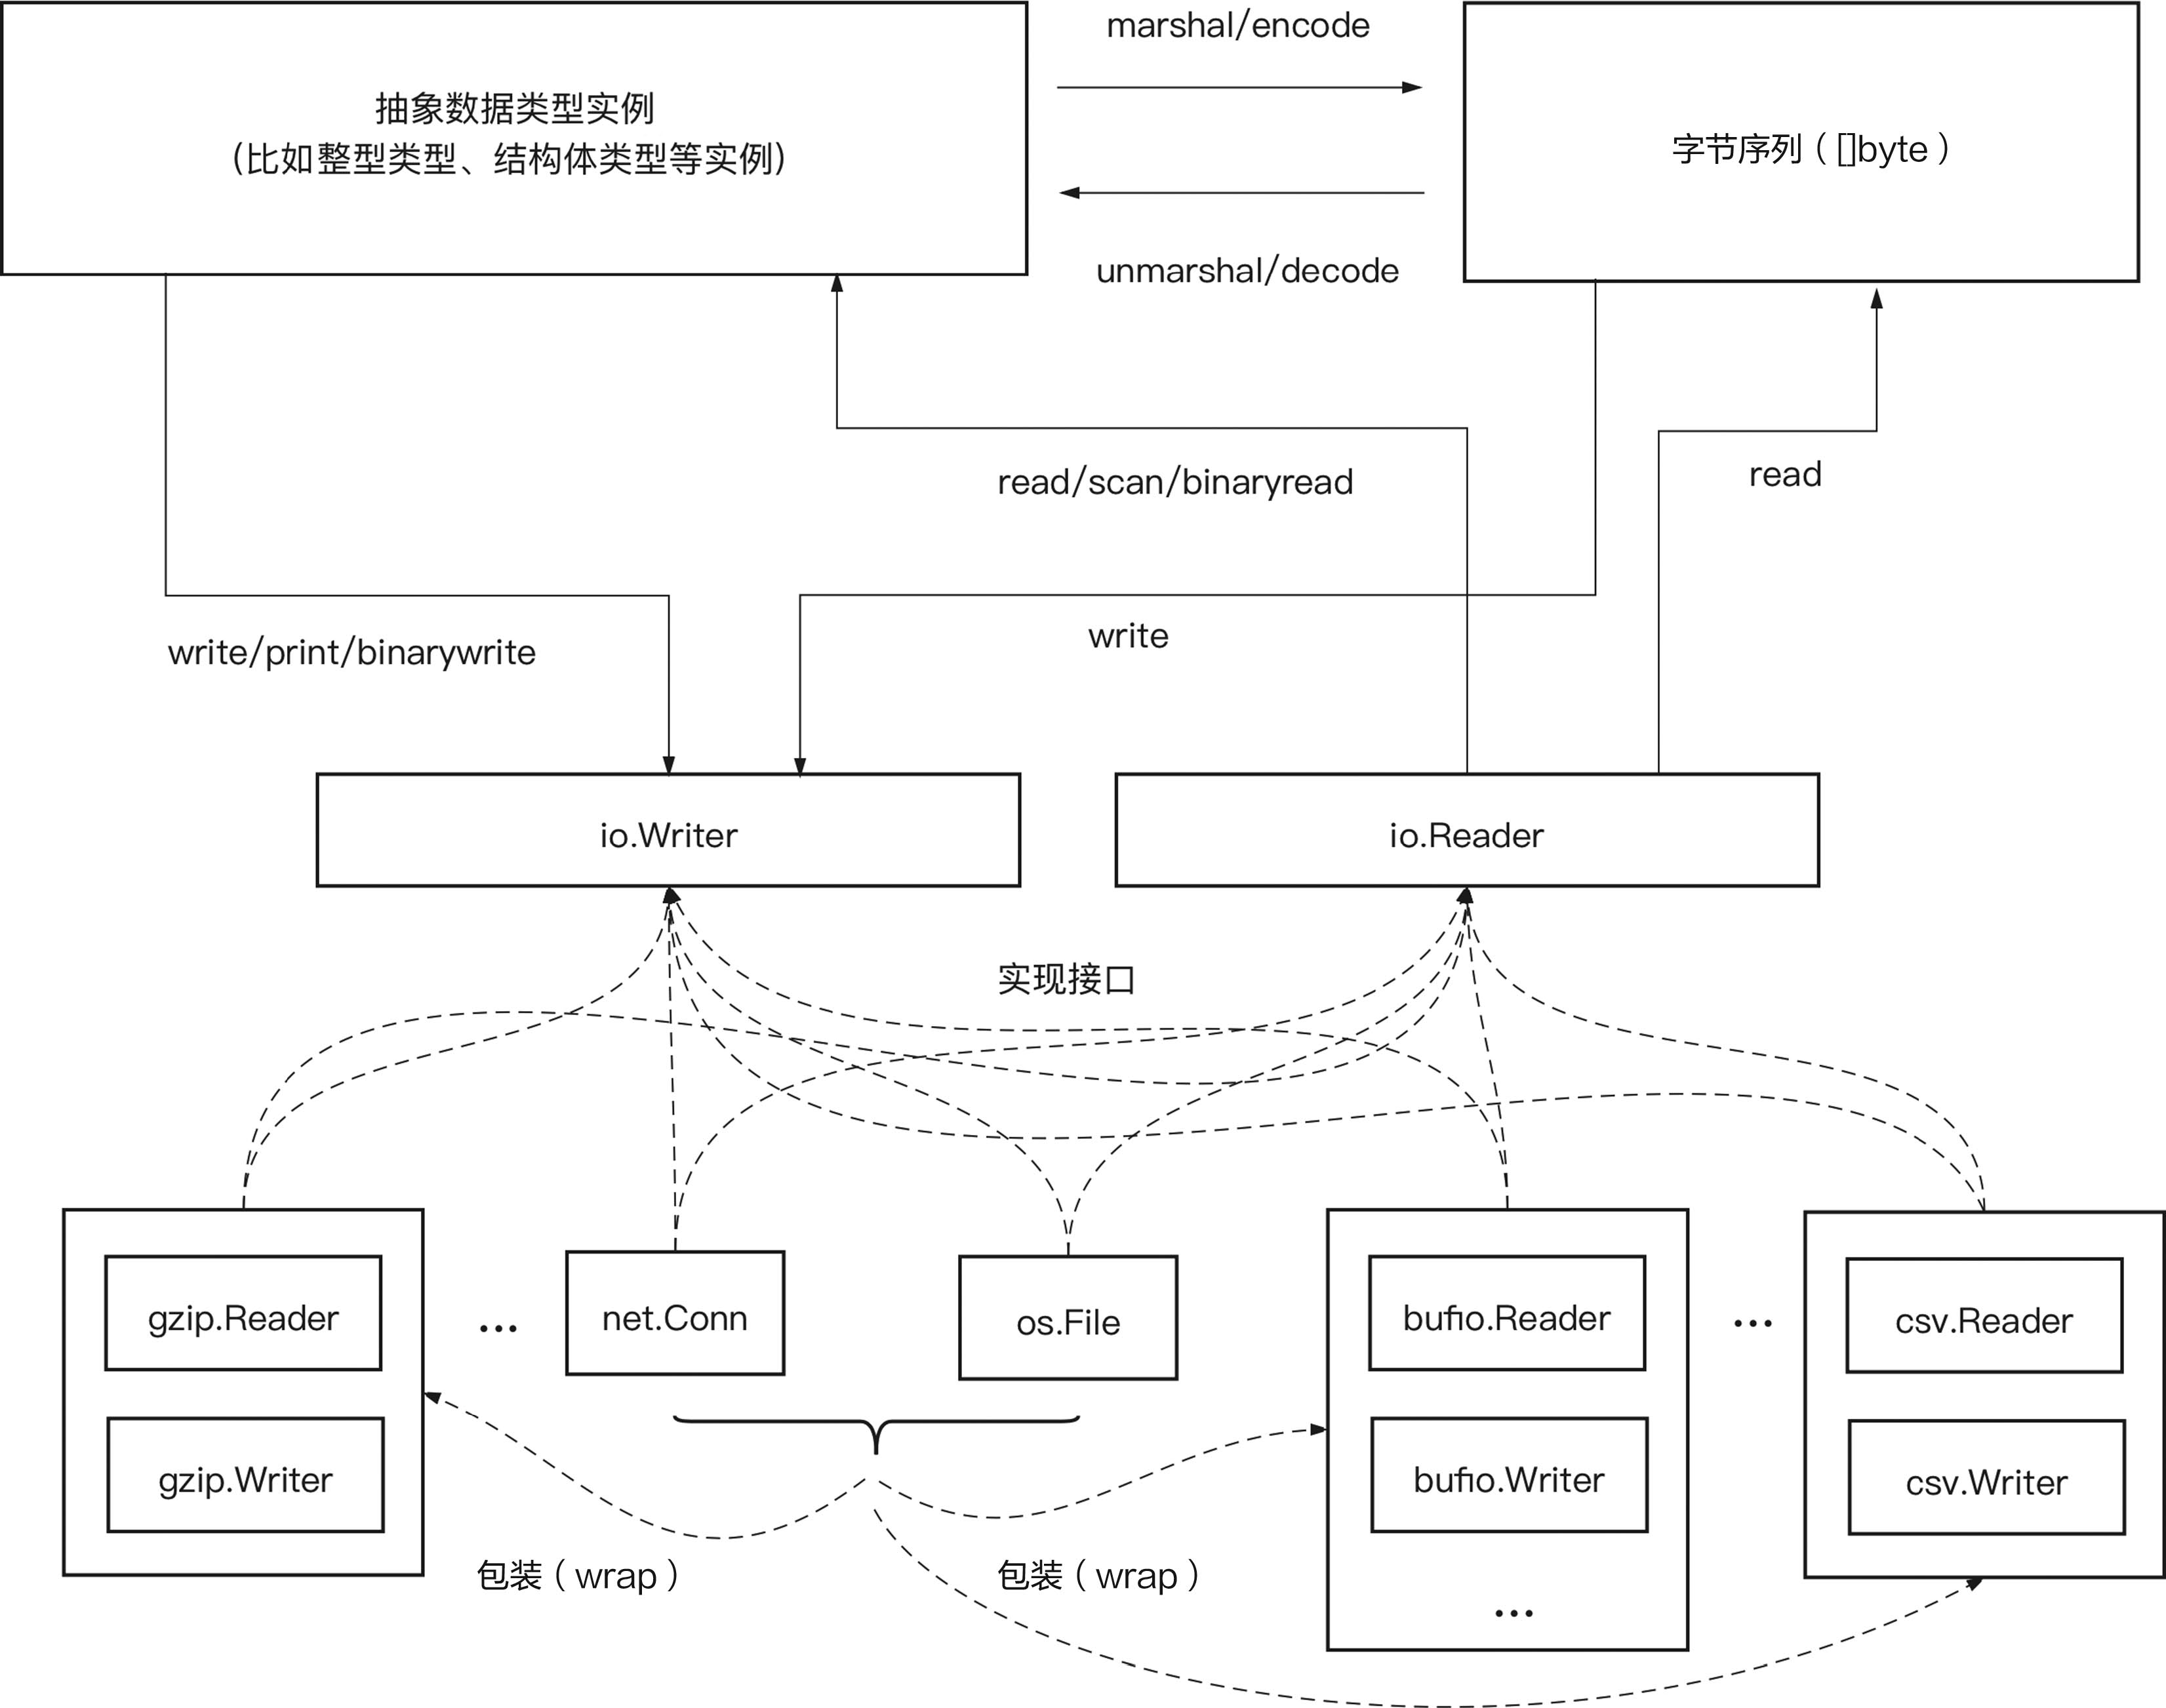 marshal/encode
抽象数据类型实例
(比如整型类型、结构体类型等实例)
字节序列（[]byte）
unmarshal/decode
read/scan/binaryread
read
write/print/binarywrite
write
io.Writer
io.Reader
实现接口
gzip.Reader
...
net.Conn
os.File
bufio.Reader
...
csv.Reader
gzip.Writer
bufio.Writer
csv.Writer
包装（wrap）
包装（wrap）
...